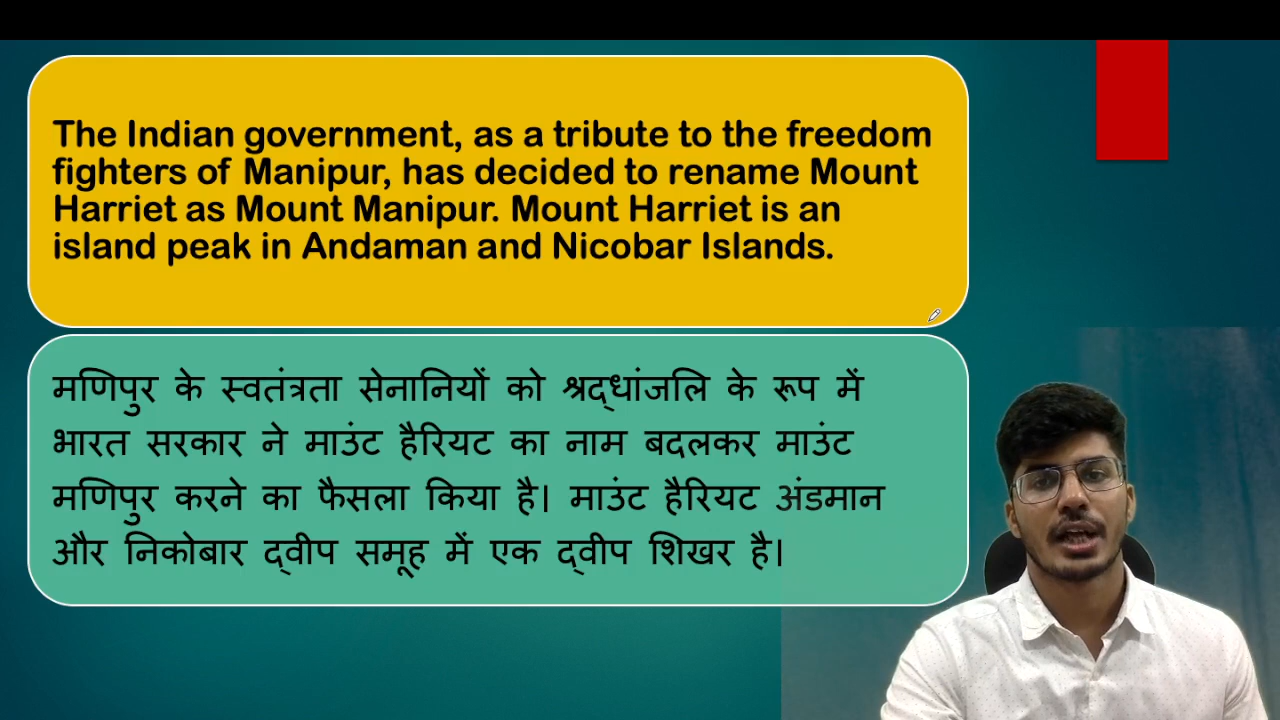 The Indian government, as a tribute to the freedom
fighters of Manipur, has decided to rename Mount
Harriet as Mount Manipur. Mount Harriet is an
island peak in Andaman and Nicobar Islands.
मणिपुर के स्वतंत्रता सेनानियों को श्रद्धांजलि के रूप में
भारत सरकार ने माउंट हैरियट का नाम बदलकर माउंट
मणिपुर करने का फैसला किया है। माउंट हैरियट अंडमान
और निकोबार द्वीप समूह में एक द्वीप शिखर है।